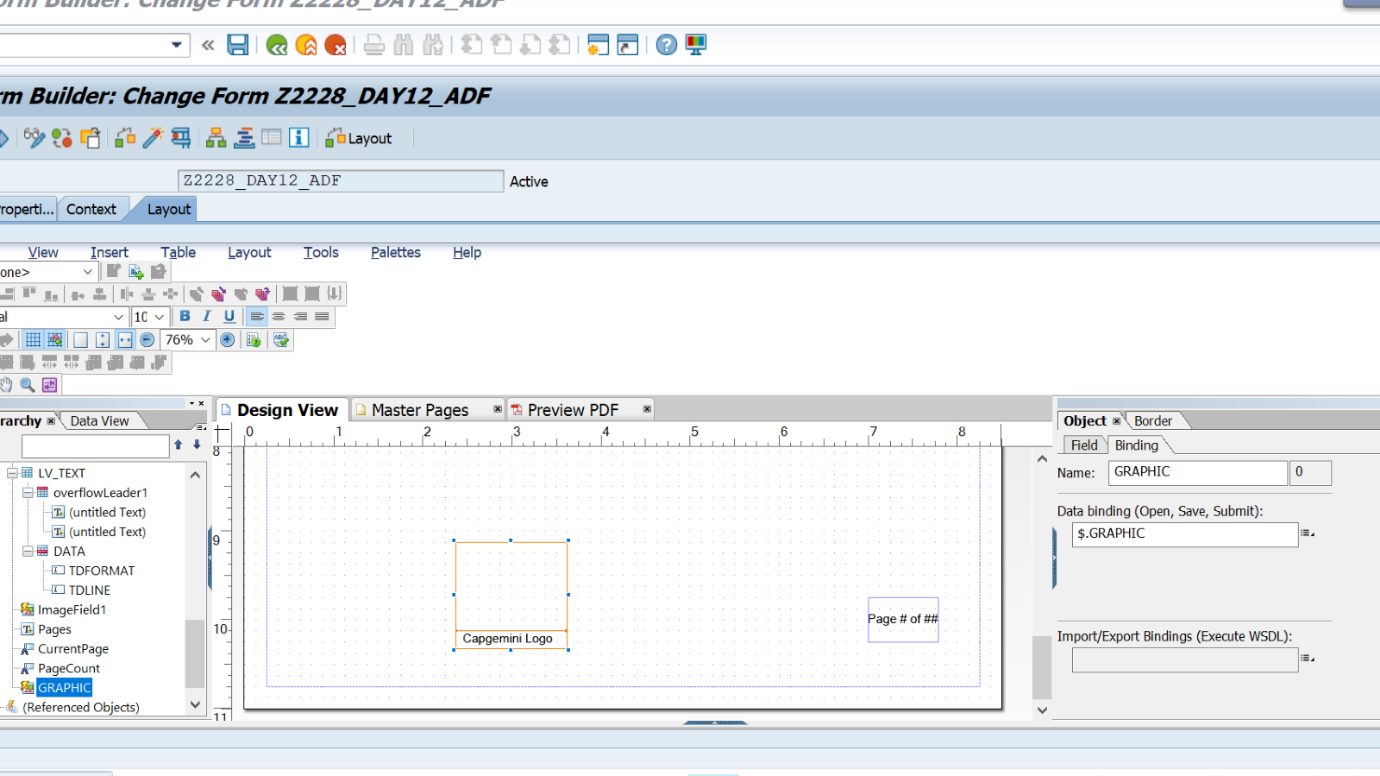 orm Builder: Change Form Z2228_DAY12_ADF
rm Builder: Change Form Z2228_DAY12_ADF
Layout
Z2228_DAY12_ADF Active
roperti... Context Layout
View Insert Table Layout Tools Palettes Help
one>
al 10 B I U
76%
rarchy Data View
Design View Master Pages Preview PDF
Object Border
Field Binding
0 1 2 3 4 5 6 7 8
8
9
10
11
LV_TEXT
overflowLeader1
(untitled Text)
(untitled Text)
DATA
TDFORMAT
TDLINE
ImageField1
Pages
CurrentPage
PageCount
GRAPHIC
(Referenced Objects)
Capgemini Logo
Page # of ##
Name: GRAPHIC 0
Data binding (Open, Save, Submit):
$.GRAPHIC
Import/Export Bindings (Execute WSDL):